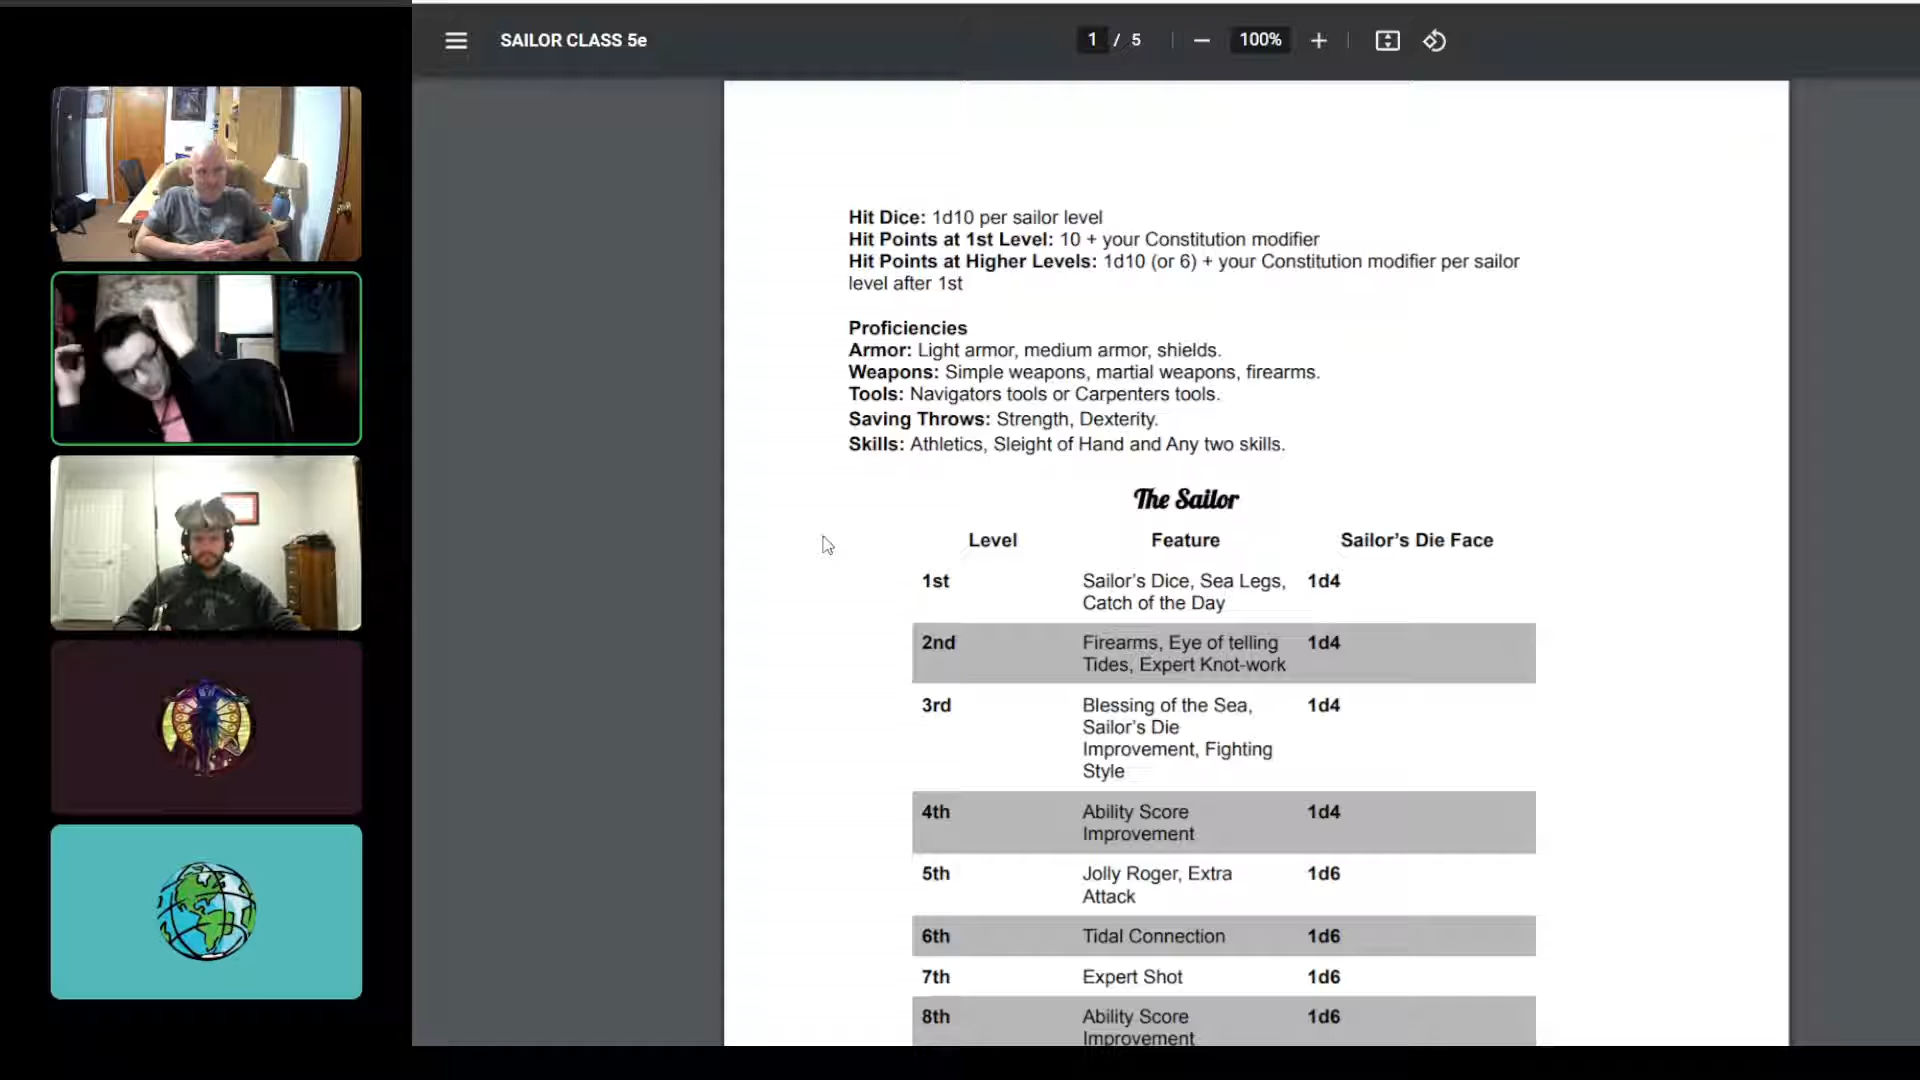 SAILOR CLASS 5e
1 / 5
100%
Hit Dice: 1d10 per sailor level
Hit Points at 1st Level: 10 + your Constitution modifier
Hit Points at Higher Levels: 1d10 (or 6) + your Constitution modifier per sailor
level after 1st
Proficiencies
Armor: Light armor, medium armor, shields.
Weapons: Simple weapons, martial weapons, firearms.
Tools: Navigators tools or Carpenters tools.
Saving Throws: Strength, Dexterity.
Skills: Athletics, Sleight of Hand and Any two skills.
The Sailor
Level Feature Sailor's Die Face
1st Sailor's Dice, Sea Legs, 1d4
Catch of the Day
2nd Firearms, Eye of telling 1d4
Tides, Expert Knot-work
3rd Blessing of the Sea, 1d4
Sailor's Die
Improvement, Fighting
Style
4th Ability Score 1d4
Improvement
5th Jolly Roger, Extra 1d6
Attack
6th Tidal Connection 1d6
7th Expert Shot 1d6
8th Ability Score 1d6
Improvement